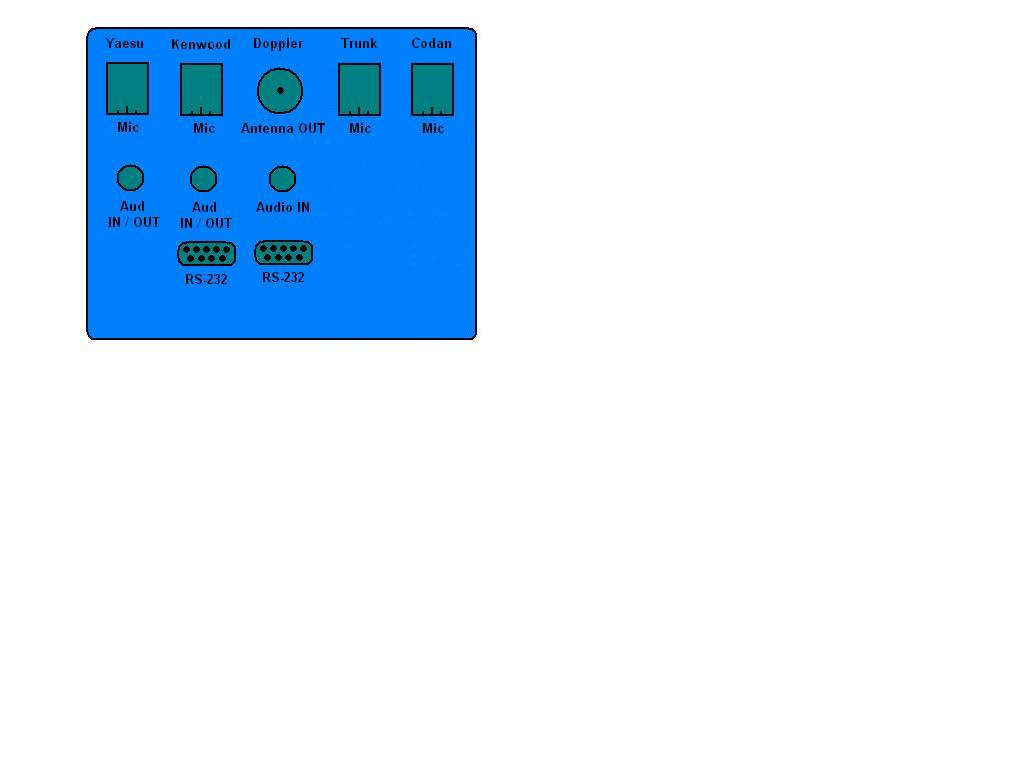 Yaesu Kenwood Doppler Trunk Codan
Mic Mic Antenna OUT Mic Mic
Aud Aud Audio IN
IN / OUT IN / OUT
RS-232 RS-232